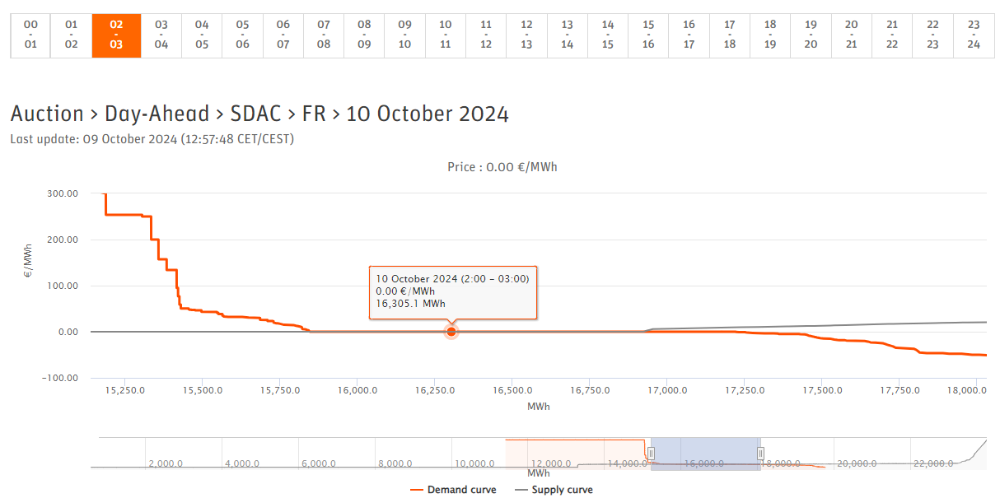 00 01 02 03 04 05 06 07 08 09 10 11 12 13 14 15 16 17 18 19 20 21 22 23
- - - - - - - - - - - - - - - - - - - - - - - -
01 02 03 04 05 06 07 08 09 10 11 12 13 14 15 16 17 18 19 20 21 22 23 24
Auction > Day-Ahead > SDAC > FR > 10 October 2024
Last update: 09 October 2024 (12:57:48 CET/CEST)
Price : 0.00 €/MWh
300.00
200.00
€/MWh
100.00
0.00
-100.00
10 October 2024 (2:00 - 03:00)
0.00 €/MWh
16,305.1 MWh
15,250.0 15,500.0 15,750.0 16,000.0 16,250.0 16,500.0 16,750.0 17,000.0 17,250.0 17,500.0 17,750.0 18,000.0
MWh
2,000.0 4,000.0 6,000.0 8,000.0 10,000.0 12,000.0 14,000.0 16,000.0 18,000.0 20,000.0 22,000.0
MWh
Demand curve Supply curve